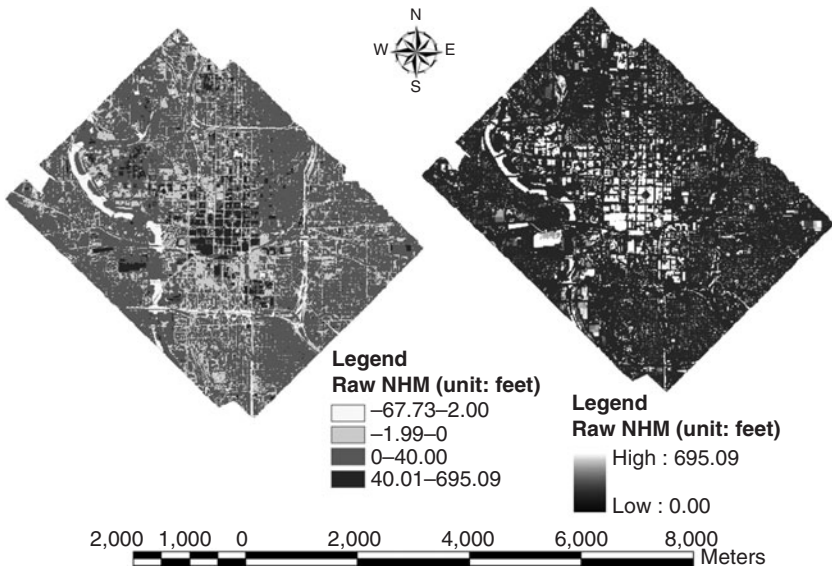 N
W E
S
Legend
Raw NHM (unit: feet)
–67.73–2.00
–1.99–0
0–40.00
40.01–695.09
Legend
Raw NHM (unit: feet)
High : 695.09
Low : 0.00
2,000 1,000 0 2,000 4,000 6,000 8,000
Meters